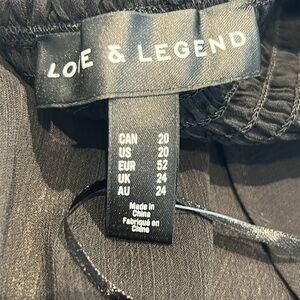 LOVE & LEGEND
CAN 20
US 20
EUR 52
UK 24
AU 24
Made in
China
Fabriqué en
Chine